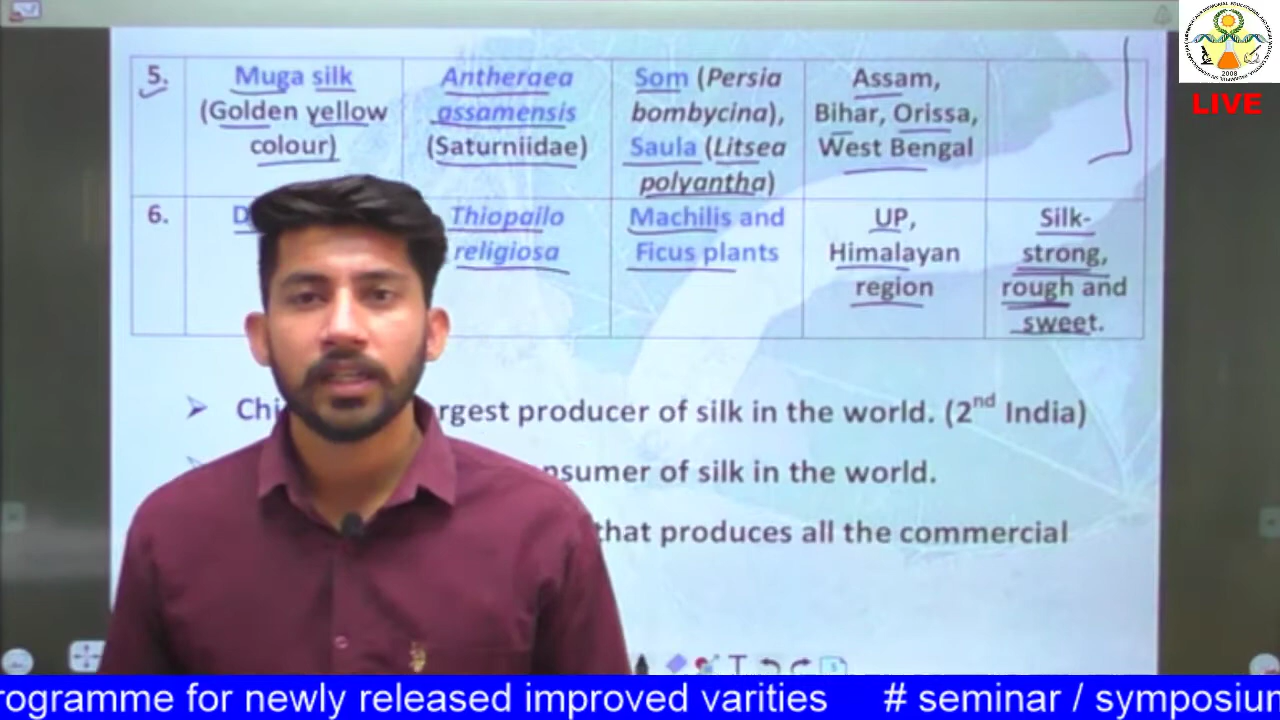 LIVE
2008
5.
Muga silk
(Golden yellow
colour)
Antheraea
assamensis
(Saturniidae)
Som (Persia
bombycina),
Saula (Litsea
polyantha)
Assam,
Bihar, Orissa,
West Bengal
6.
D
Thiopailo
religiosa
Machilis and
Ficus plants
UP,
Himalayan
region
Silk-
strong,
rough and
sweet.
Chi rgest producer of silk in the world. (2nd India)
nsumer of silk in the world.
that produces all the commercial
rogramme for newly released improved varities # seminar / symposium